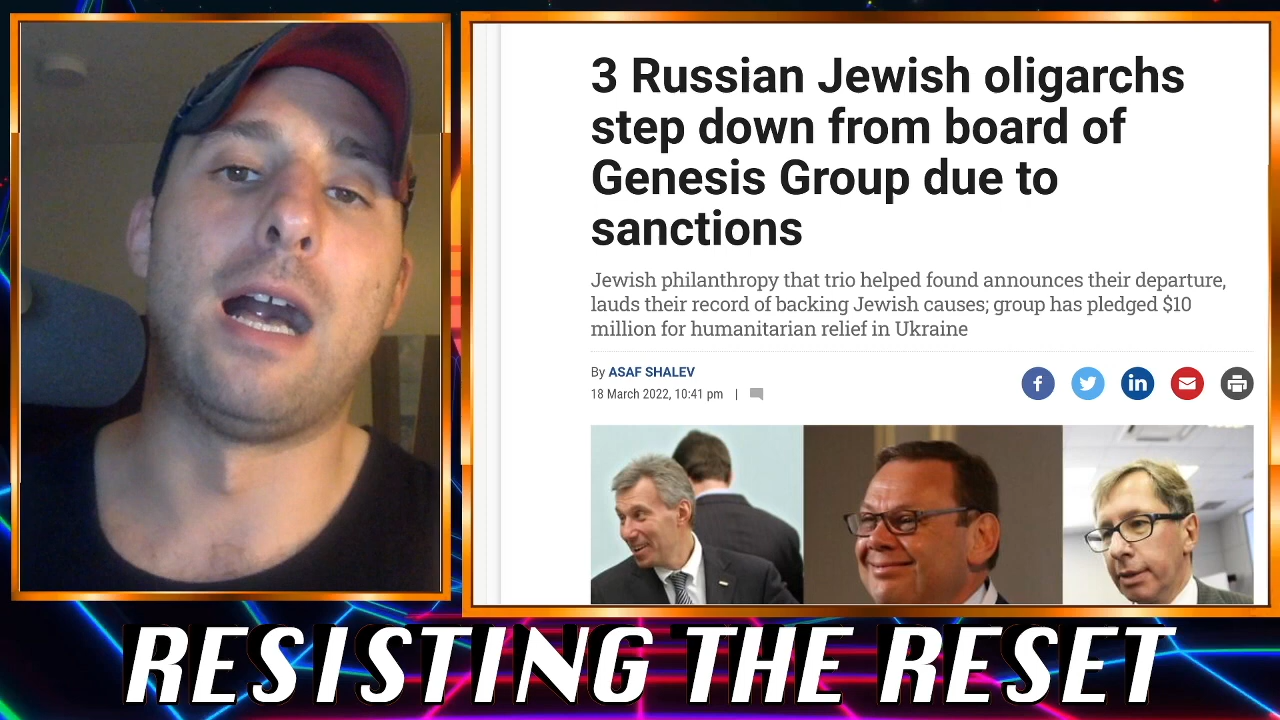 3 Russian Jewish oligarchs
step down from board of
Genesis Group due to
sanctions
Jewish philanthropy that trio helped found announces their departure,
lauds their record of backing Jewish causes; group has pledged $10
million for humanitarian relief in Ukraine
By ASAF SHALEV
18 March 2022, 10:41 pm |
f
in
RESISTING THE RESET